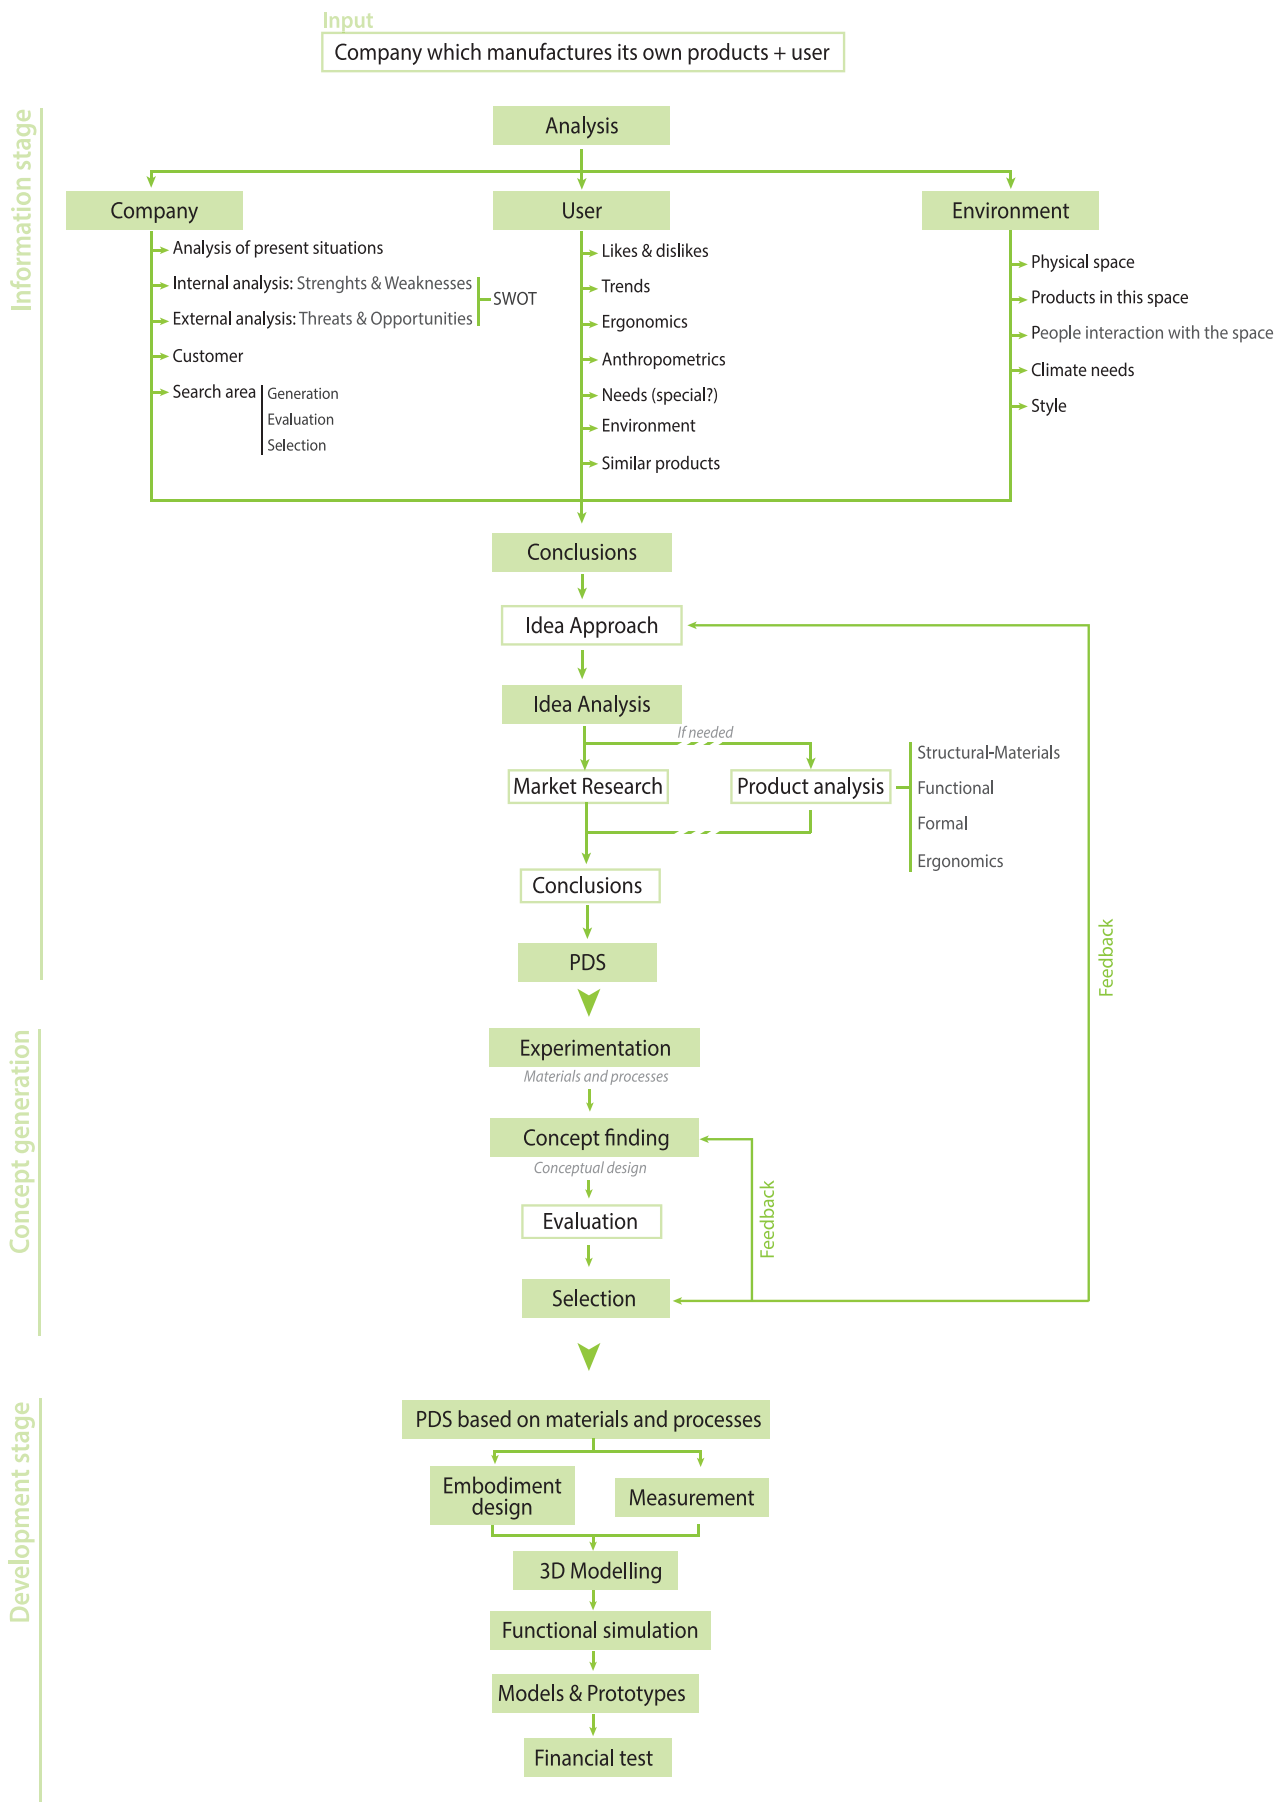 Input
Company which manufactures its own products + user
Information stage
Analysis
Company
User
Environment
Analysis of present situations
Internal analysis: Strenghts & Weaknesses
External analysis: Threats & Opportunities
SWOT
Customer
Search area
Generation
Evaluation
Selection
Likes & dislikes
Trends
Ergonomics
Anthropometrics
Needs (special?)
Environment
Similar products
Physical space
Products in this space
People interaction with the space
Climate needs
Style
Conclusions
Idea Approach
Idea Analysis
If needed
Market Research
Product analysis
Structural-Materials
Functional
Formal
Ergonomics
Conclusions
PDS
Feedback
Concept generation
Experimentation
Materials and processes
Concept finding
Conceptual design
Evaluation
Feedback
Selection
Development stage
PDS based on materials and processes
Embodiment
design
Measurement
3D Modelling
Functional simulation
Models & Prototypes
Financial test